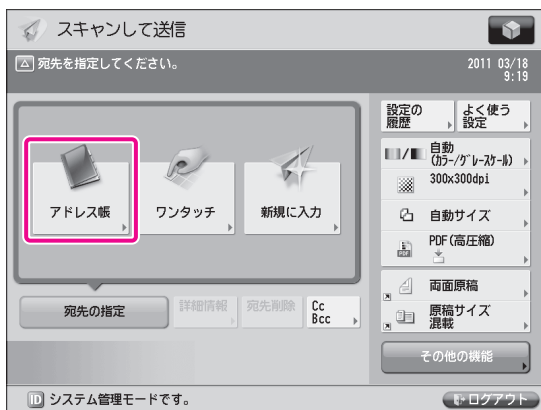 スキャンして送信
宛先を指定してください。
2011 03/18
9:19
アドレス帳
ワンタッチ
新規に入力
宛先の指定
詳細情報
宛先削除
Cc
Bcc
設定の
履歴
よく使う
設定
自動
(ｶﾗｰ/ｸﾞﾚｰｽｹｰﾙ)
300x300dpi
自動サイズ
PDF
PDF(高圧縮)
両面原稿
原稿サイズ
混載
その他の機能
ID システム管理モードです。
ログアウト